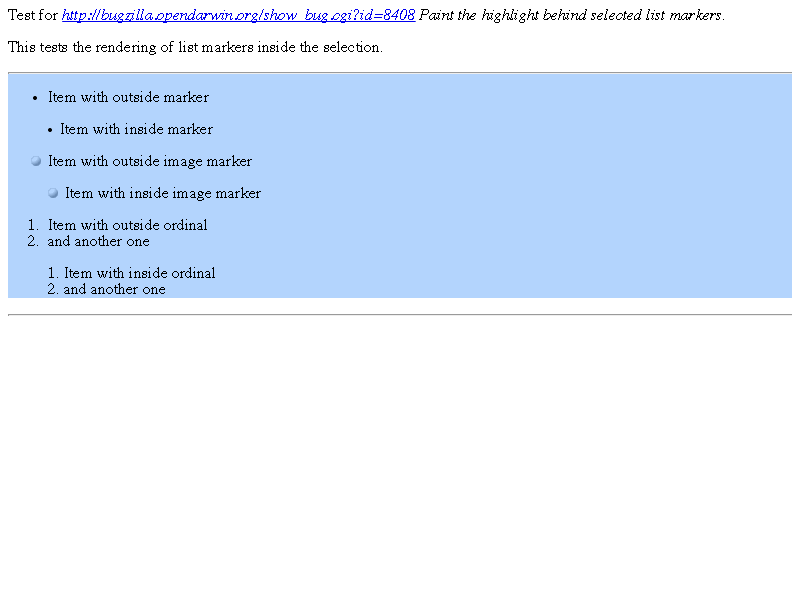 Test for http://bugzilla.opendarwin.org/show_bug.cgi?id=8408 Paint the highlight behind selected list markers.
This tests the rendering of list markers inside the selection.
• Item with outside marker
• Item with inside marker
Item with outside image marker
Item with inside image marker
1. Item with outside ordinal
2. and another one
1. Item with inside ordinal
2. and another one